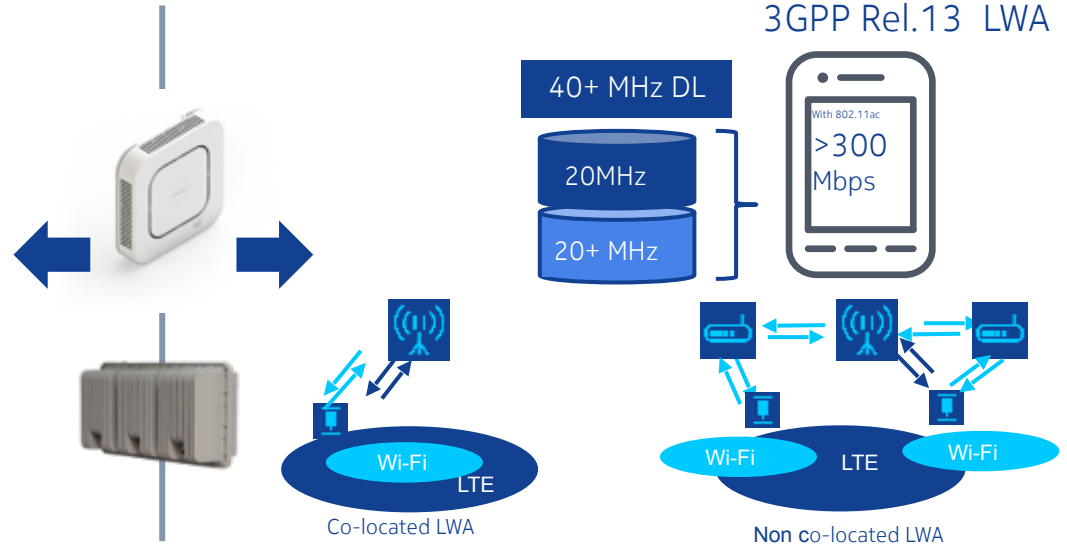 3GPP Rel.13 LWA
40+ MHz DL
20MHz
20+ MHz
With 802.11ac
>300
Mbps
Wi-Fi
LTE
Co-located LWA
Wi-Fi
LTE
Wi-Fi
Non co-located LWA